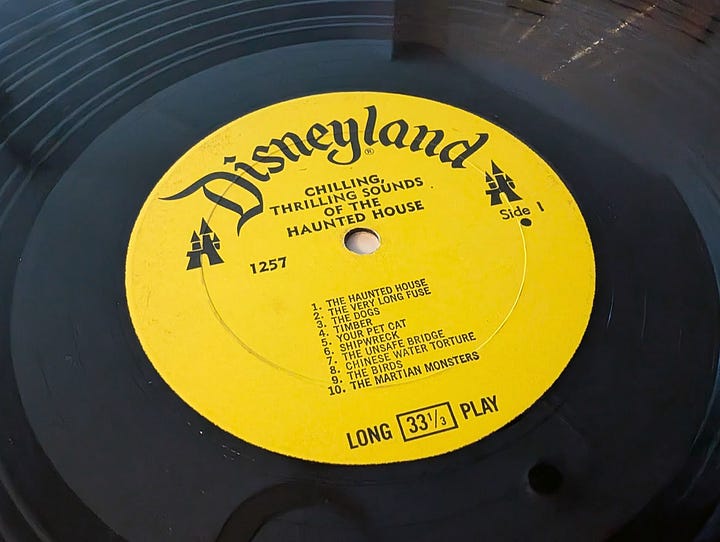 Disneyland
®
CHILLING,
THRILLING SOUNDS
OF THE
HAUNTED HOUSE
Side 1
1257
1. THE HAUNTED HOUSE
2. THE VERY LONG FUSE
3. THE DOGS
4. TIMBER
5. YOUR PET CAT
6. SHIPWRECK
7. THE UNSAFE BRIDGE
8. CHINESE WATER TORTURE
9. THE BIRDS
10. THE MARTIAN MONSTERS
LONG 33 1/3 PLAY